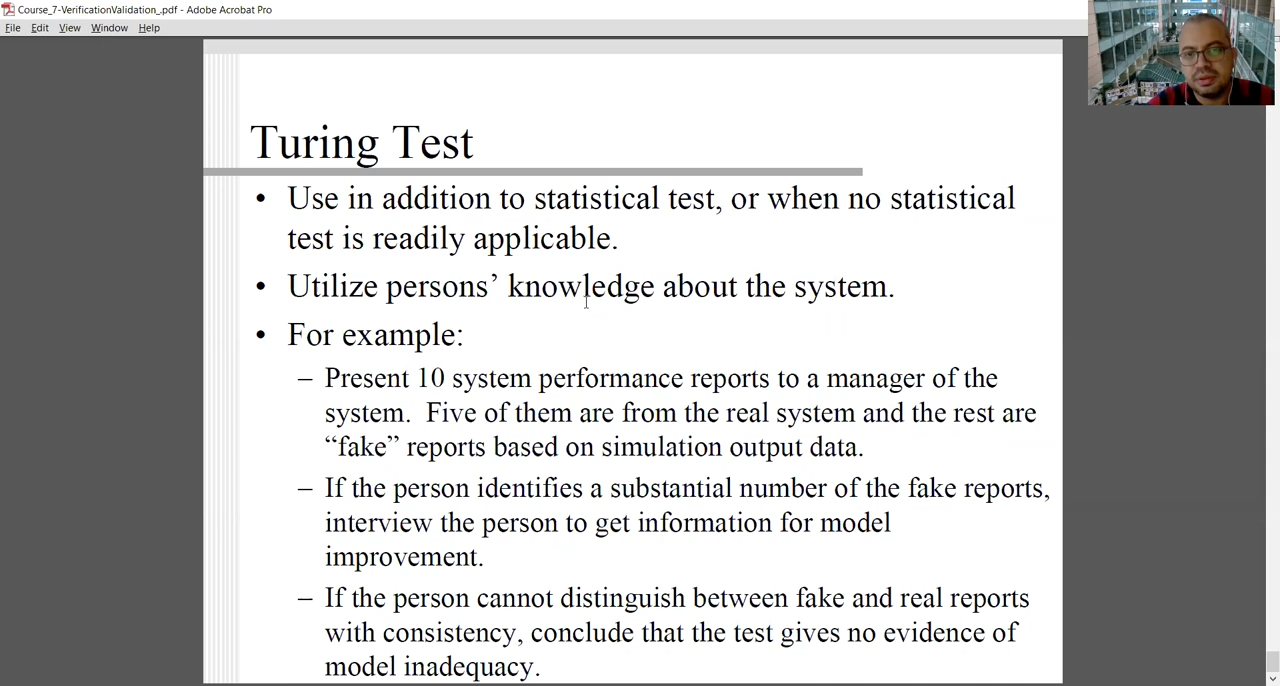 Course_7-VerificationValidation_.pdf - Adobe Acrobat Pro
File Edit View Window Help
Turing Test
• Use in addition to statistical test, or when no statistical
test is readily applicable.
• Utilize persons’ knowledge about the system.
• For example:
– Present 10 system performance reports to a manager of the
system. Five of them are from the real system and the rest are
“fake” reports based on simulation output data.
– If the person identifies a substantial number of the fake reports,
interview the person to get information for model
improvement.
– If the person cannot distinguish between fake and real reports
with consistency, conclude that the test gives no evidence of
model inadequacy.